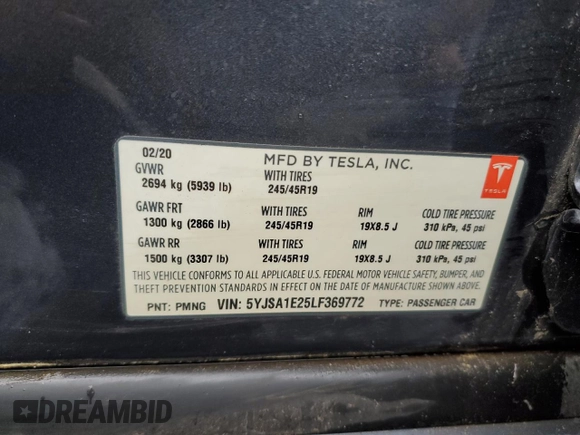 02/20 MFD BY TESLA, INC.
GVWR WITH TIRES
2694 kg (5939 lb) 245/45R19
TESLA
GAWR FRT WITH TIRES RIM COLD TIRE PRESSURE
1300 kg (2866 lb) 245/45R19 19X8.5 J 310 kPa, 45 psi
GAWR RR WITH TIRES RIM COLD TIRE PRESSURE
1500 kg (3307 lb) 245/45R19 19X8.5 J 310 kPa, 45 psi
THIS VEHICLE CONFORMS TO ALL APPLICABLE U.S. FEDERAL MOTOR VEHICLE SAFETY, BUMPER, AND
THEFT PREVENTION STANDARDS IN EFFECT ON THE DATE OF MANUFACTURE SHOWN ABOVE.
PNT: PMNG VIN: 5YJSA1E25LF369772 TYPE: PASSENGER CAR
DREAMBID